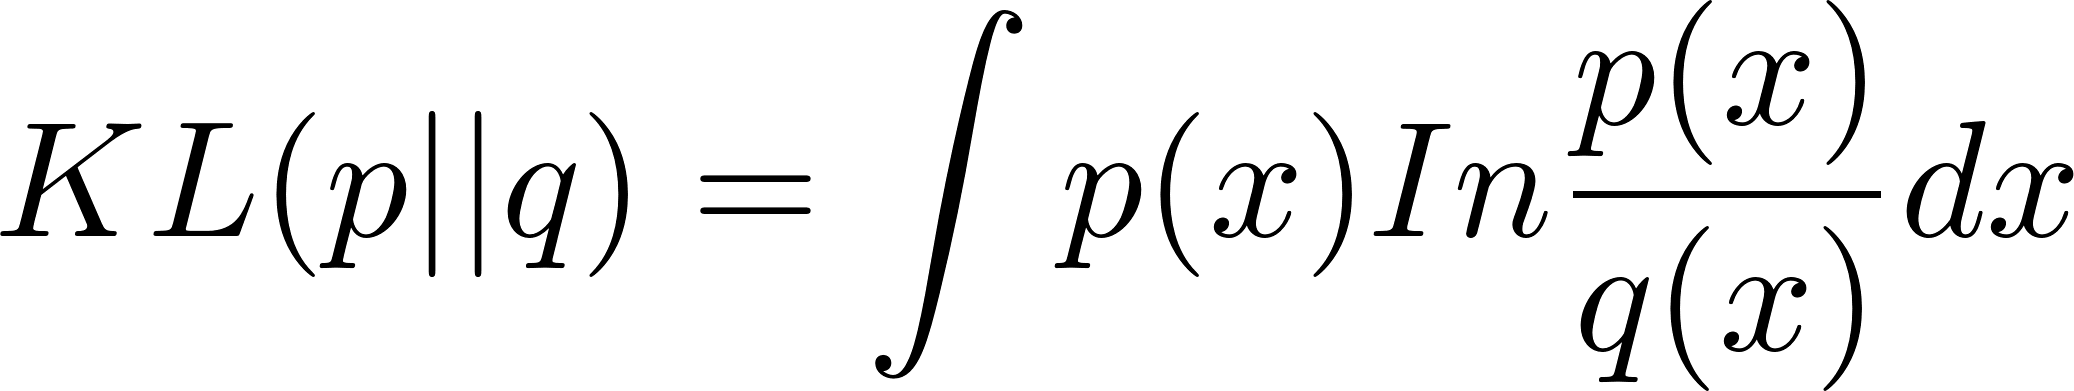 KL(p||q) = ∫ p(x)In p(x)/q(x) dx